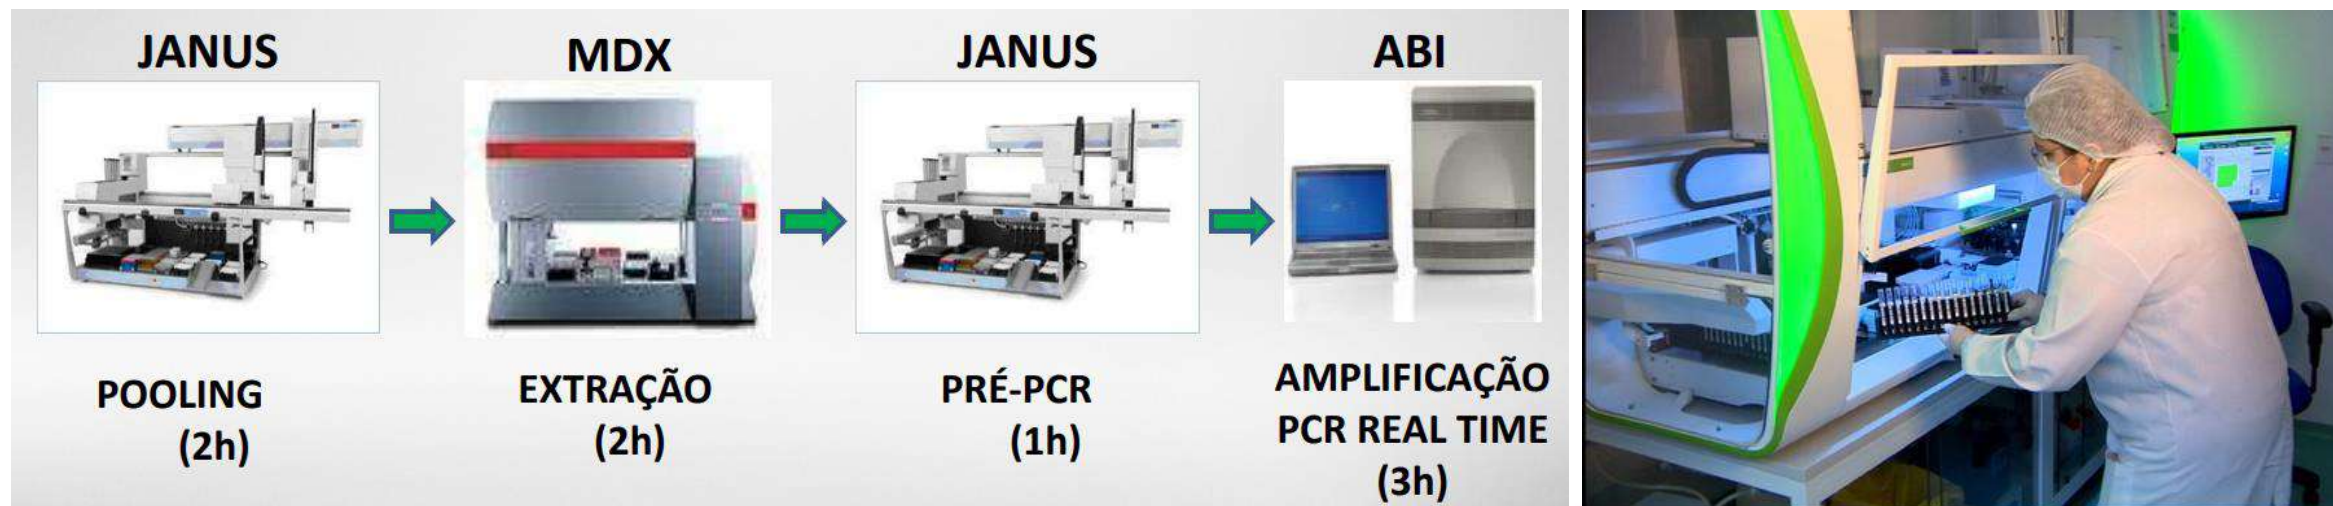 JANUS
MDX
JANUS
ABI
POOLING
(2h)
EXTRAÇÃO
(2h)
PRÉ-PCR
(1h)
AMPLIFICAÇÃO
PCR REAL TIME
(3h)